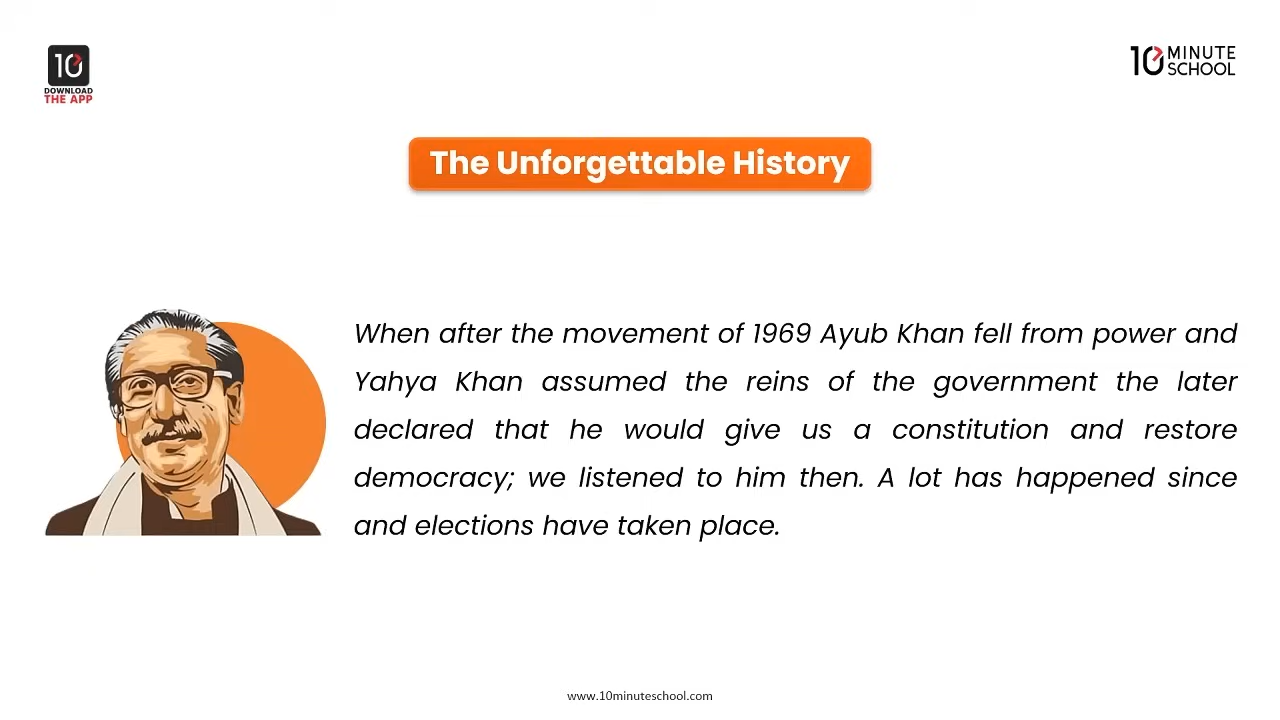 10
DOWNLOAD
THE APP
10 MINUTE
SCHOOL
The Unforgettable History
When after the movement of 1969 Ayub Khan fell from power and
Yahya Khan assumed the reins of the government the later
declared that he would give us a constitution and restore
democracy; we listened to him then. A lot has happened since
and elections have taken place.
www.10minuteschool.com